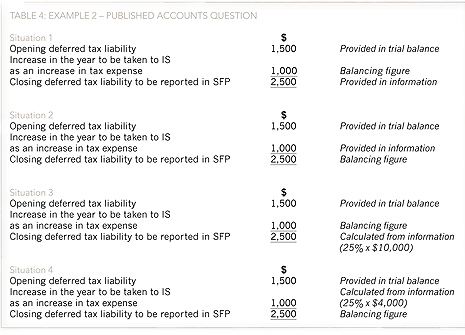 TABLE 4: EXAMPLE 2 – PUBLISHED ACCOUNTS QUESTION
Situation 1 $
Opening deferred tax liability 1,500 Provided in trial balance
Increase in the year to be taken to IS
as an increase in tax expense 1,000 Balancing figure
Closing deferred tax liability to be reported in SFP 2,500 Provided in information
Situation 2 $
Opening deferred tax liability 1,500 Provided in trial balance
Increase in the year to be taken to IS
as an increase in tax expense 1,000 Provided in information
Closing deferred tax liability to be reported in SFP 2,500 Balancing figure
Situation 3 $
Opening deferred tax liability 1,500 Provided in trial balance
Increase in the year to be taken to IS
as an increase in tax expense 1,000 Balancing figure
Closing deferred tax liability to be reported in SFP 2,500 Calculated from information
(25% x $10,000)
Situation 4 $
Opening deferred tax liability 1,500 Provided in trial balance
Increase in the year to be taken to IS Calculated from information
as an increase in tax expense 1,000 (25% x $4,000)
Closing deferred tax liability to be reported in SFP 2,500 Balancing figure